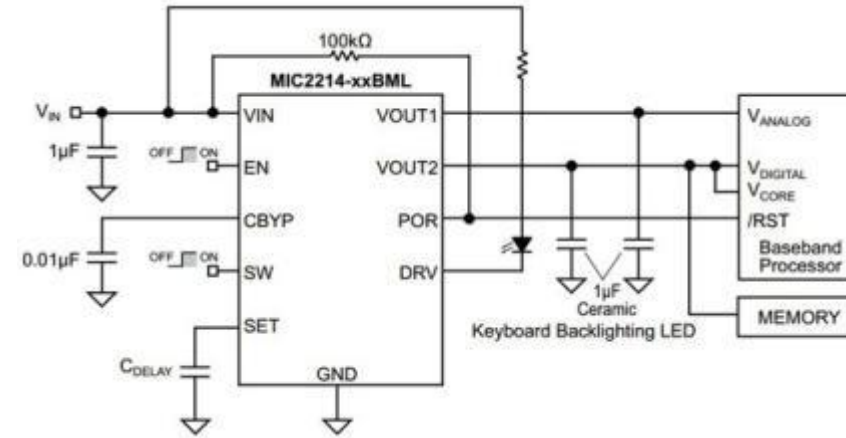 100kΩ
MIC2214-xxBML
VIN
1µF
OFF ON
VIN
EN
CBYP
0.01µF
OFF ON
SW
SET
CDELAY
GND
VOUT1
VOUT2
POR
DRV
1µF
Ceramic
Keyboard Backlighting LED
VANALOG
VDIGITAL
VCORE
/RST
Baseband
Processor
MEMORY